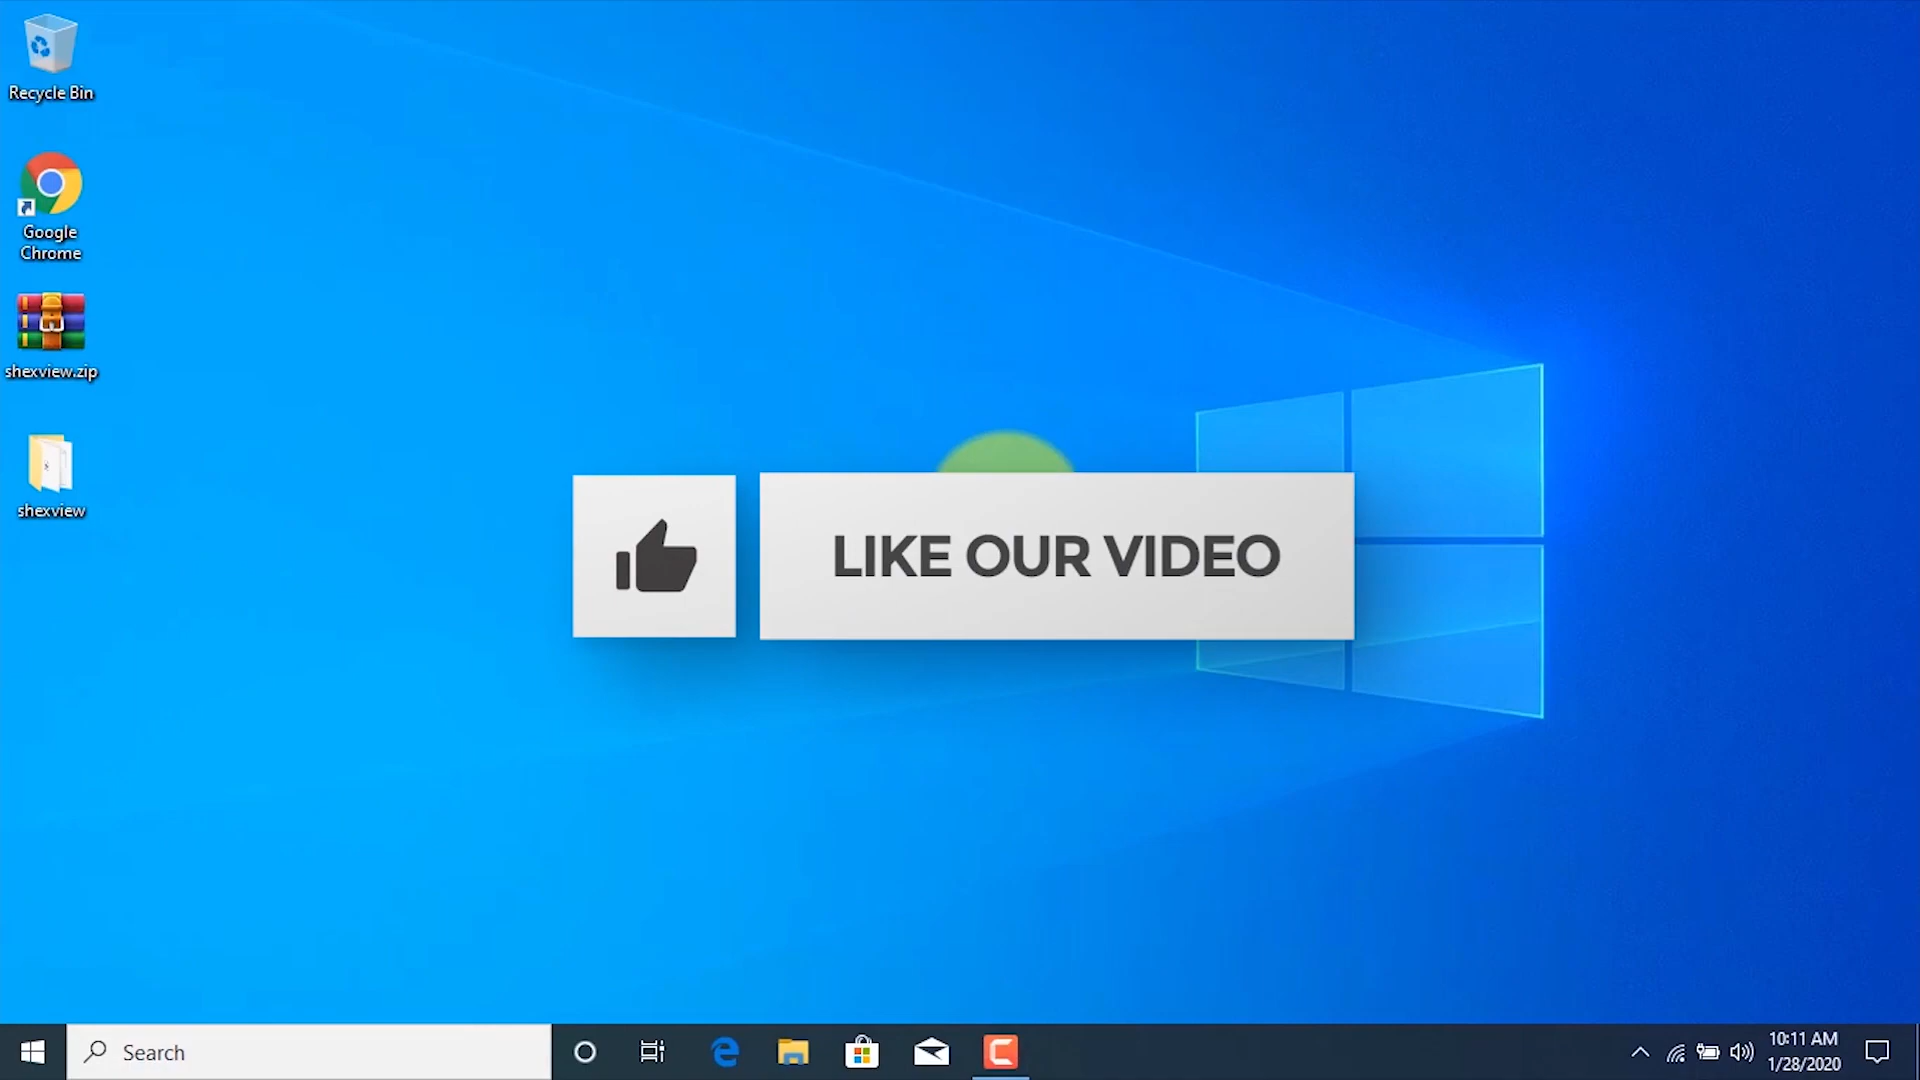 Recycle Bin
Google
Chrome
shexview.zip
shexview
LIKE OUR VIDEO
Search
10:11 AM
1/28/2020